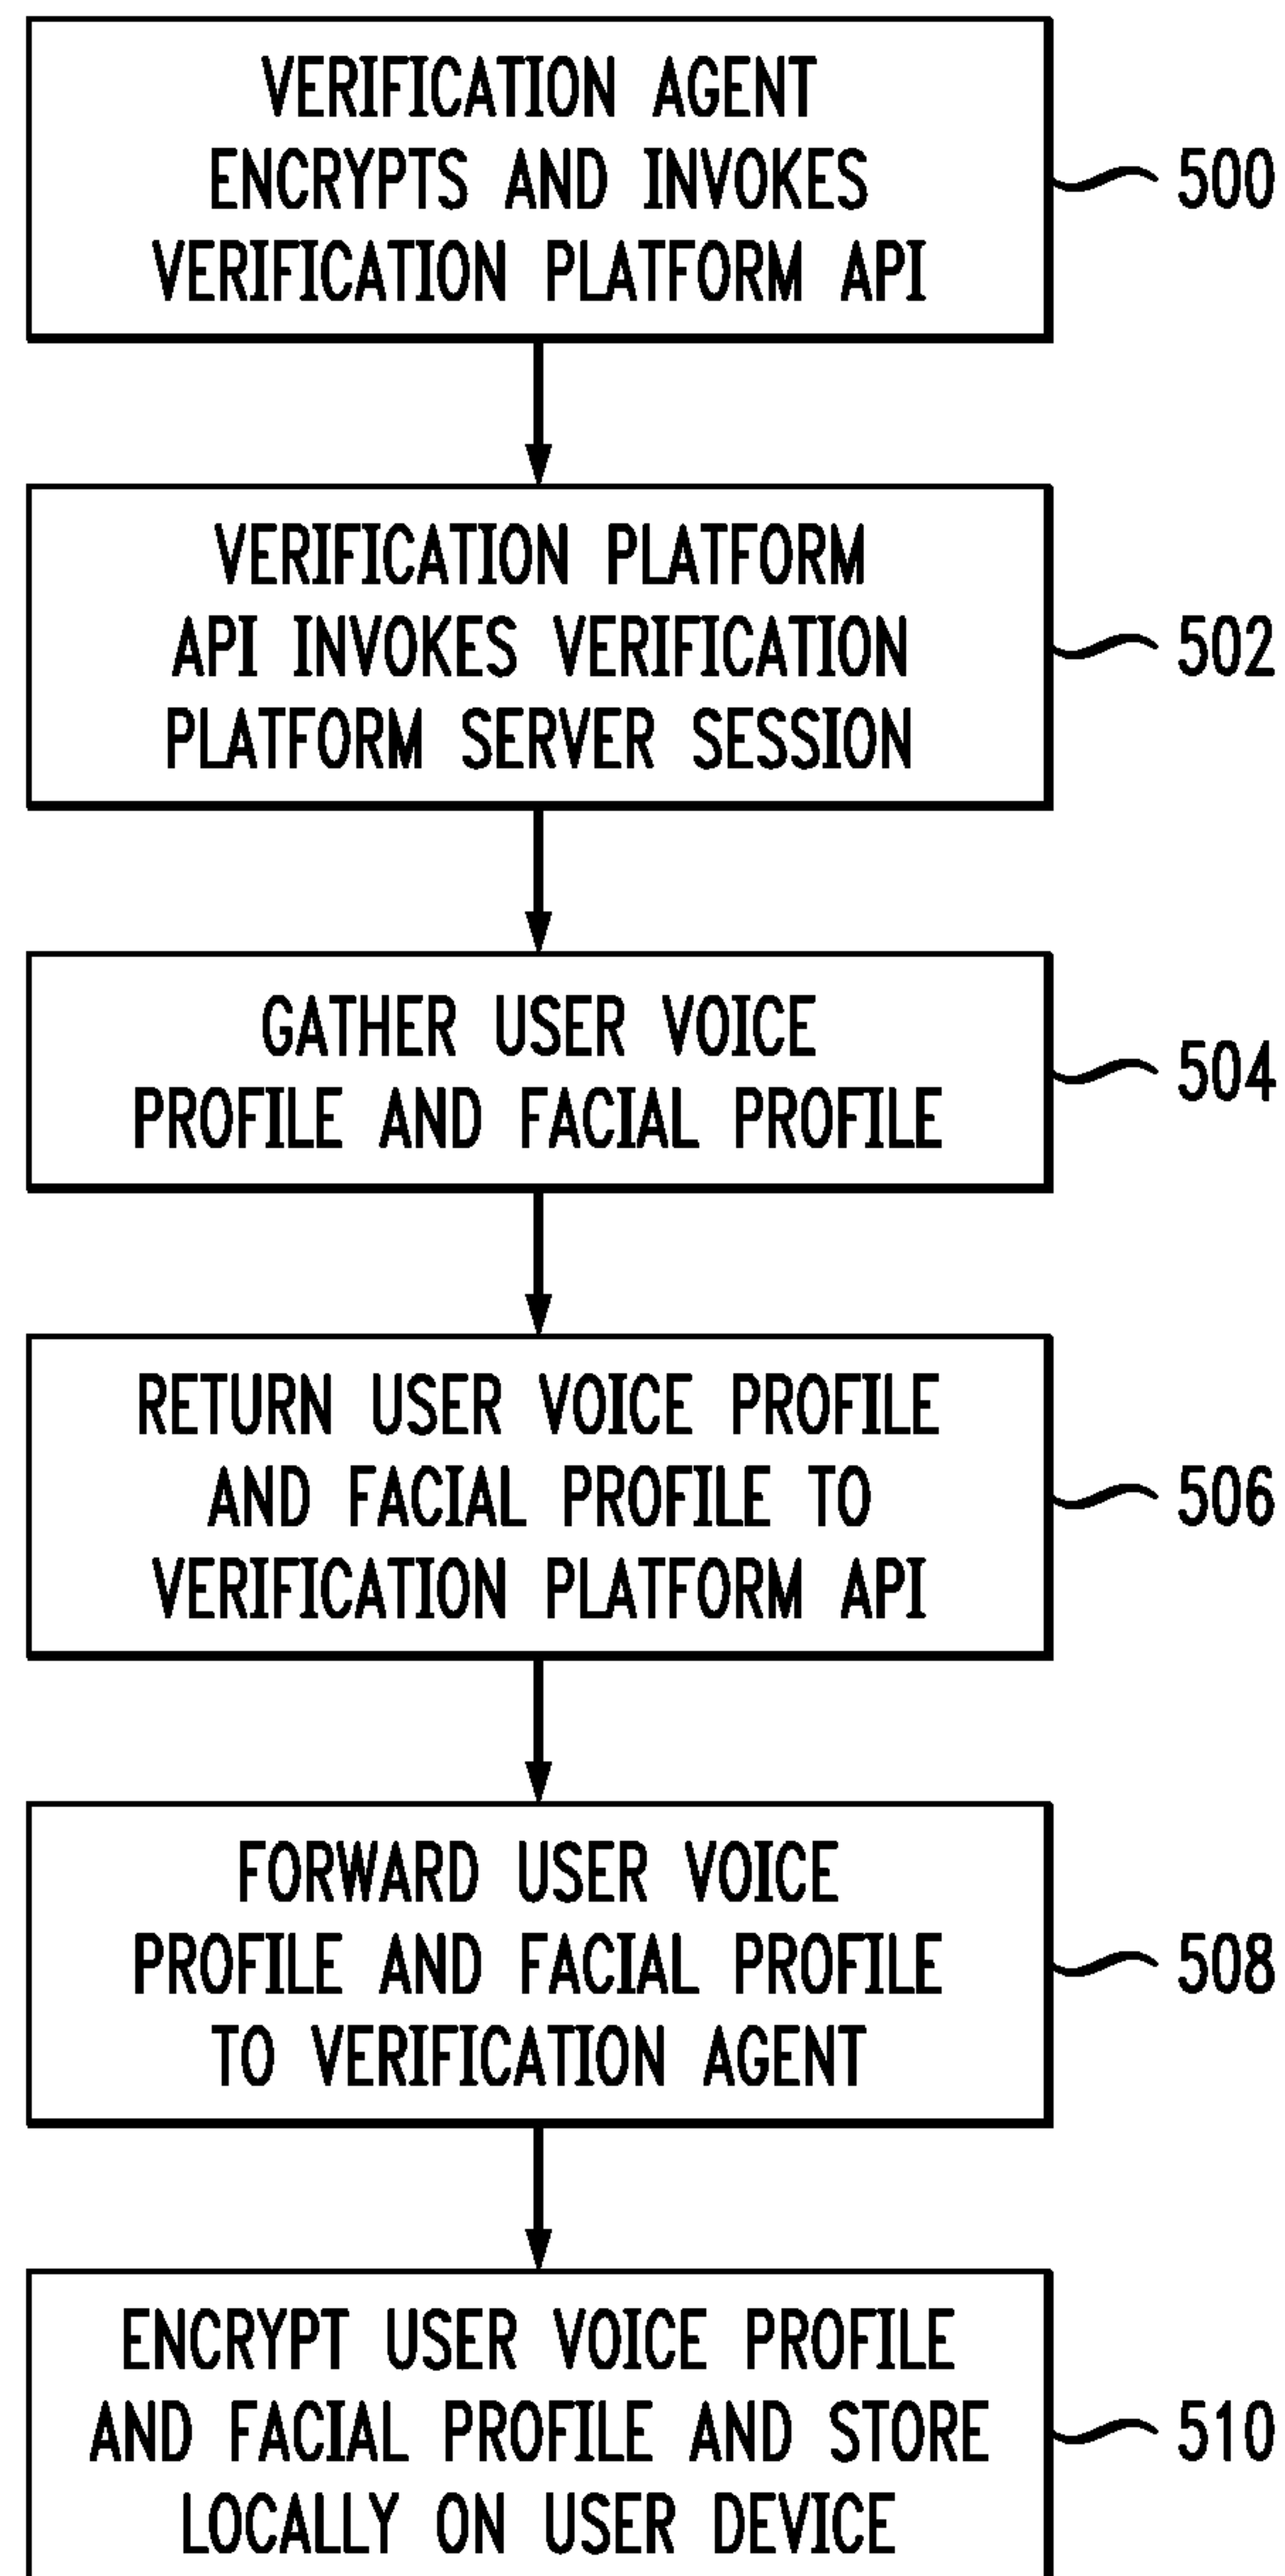 VERIFICATION AGENT
ENCRYPTS AND INVOKES
VERIFICATION PLATFORM API
500
VERIFICATION PLATFORM
API INVOKES VERIFICATION
PLATFORM SERVER SESSION
502
GATHER USER VOICE
PROFILE AND FACIAL PROFILE
504
RETURN USER VOICE PROFILE
AND FACIAL PROFILE TO
VERIFICATION PLATFORM API
506
FORWARD USER VOICE
PROFILE AND FACIAL PROFILE
TO VERIFICATION AGENT
508
ENCRYPT USER VOICE PROFILE
AND FACIAL PROFILE AND STORE
LOCALLY ON USER DEVICE
510